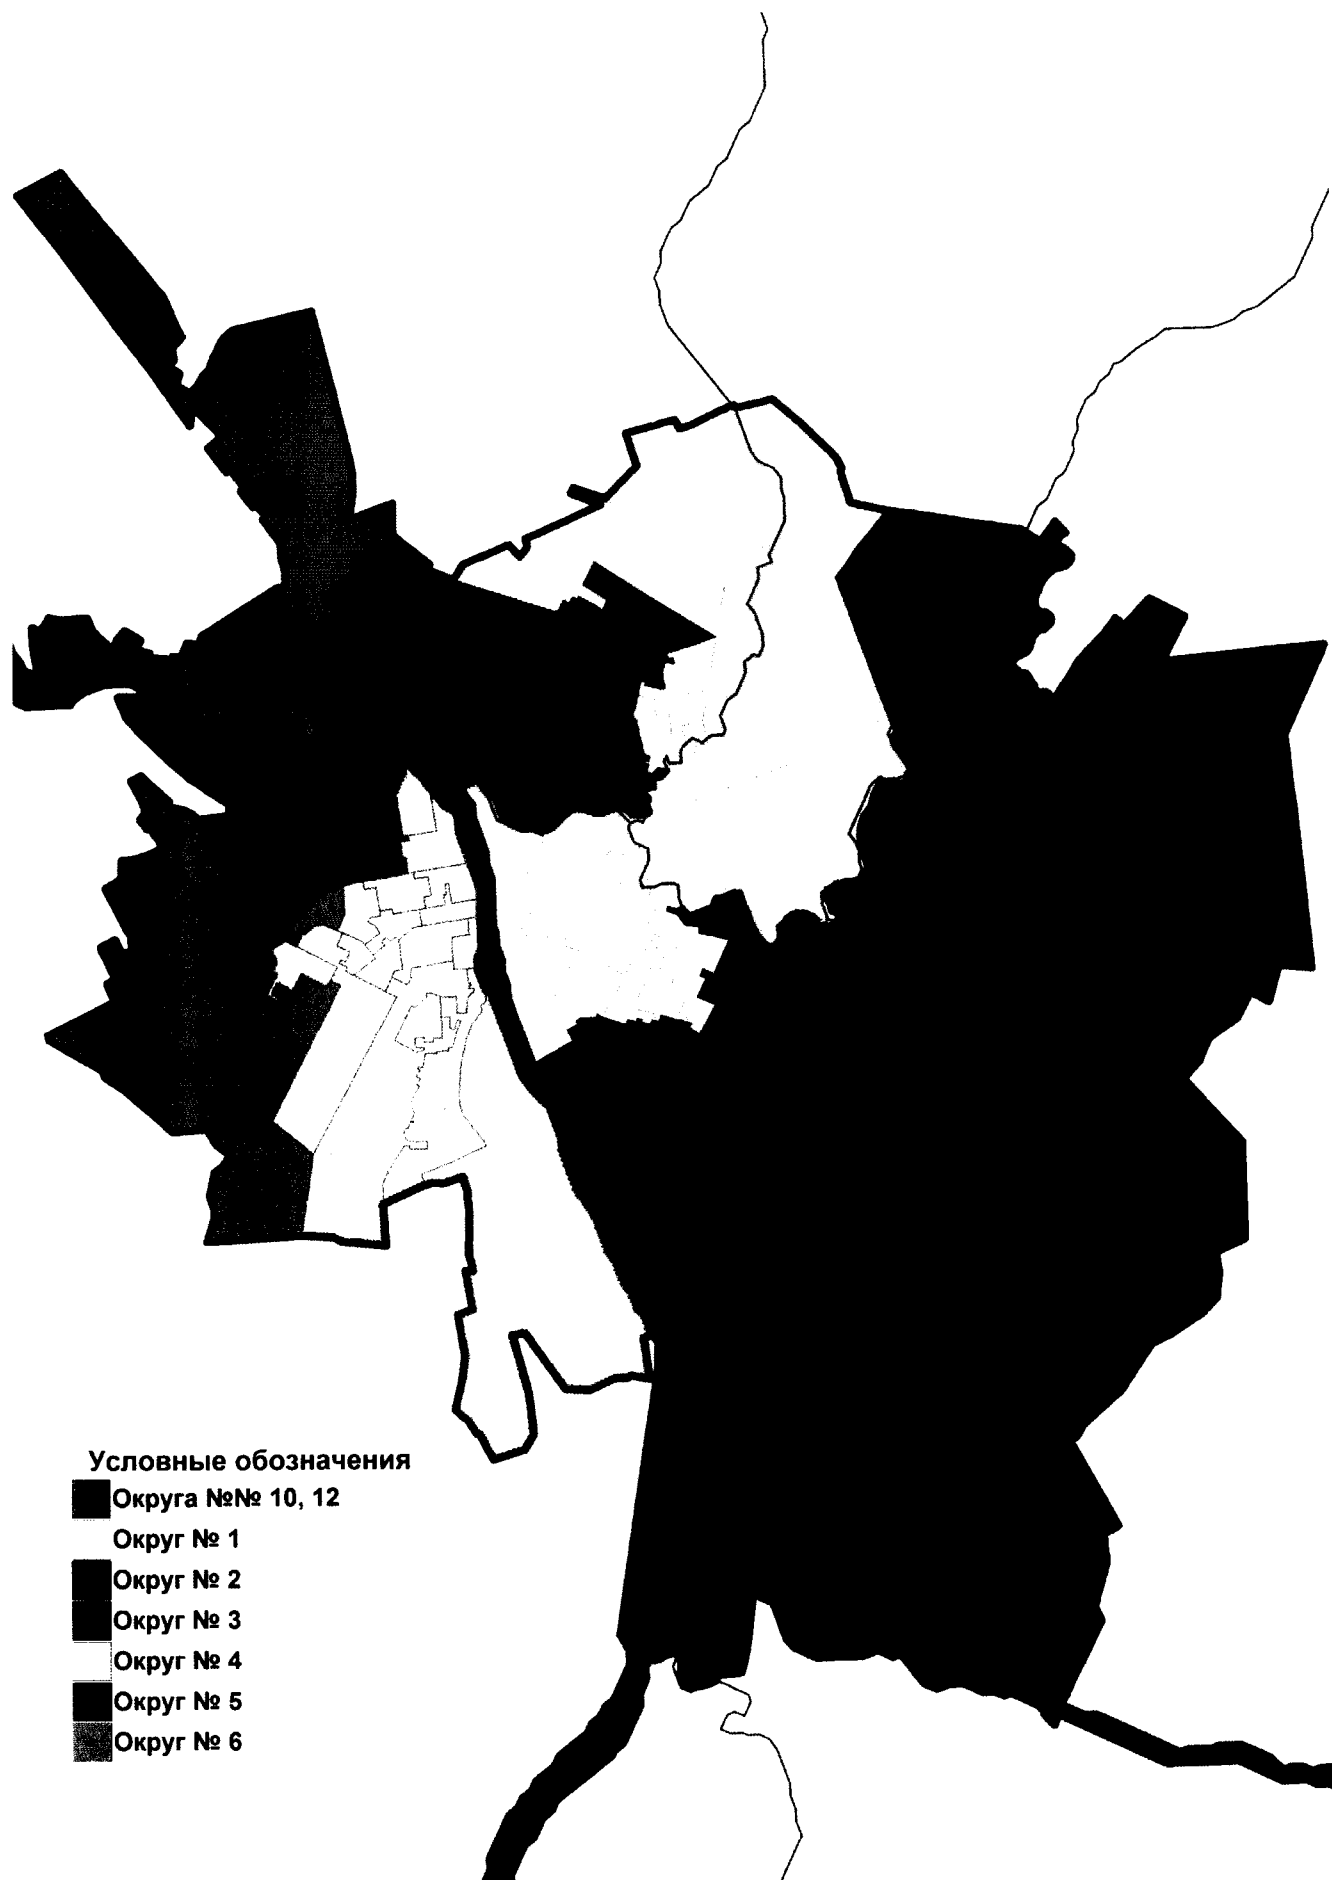 Условные обозначения
Округа №№ 10, 12
Округ № 1
Округ № 2
Округ № 3
Округ № 4
Округ № 5
Округ № 6